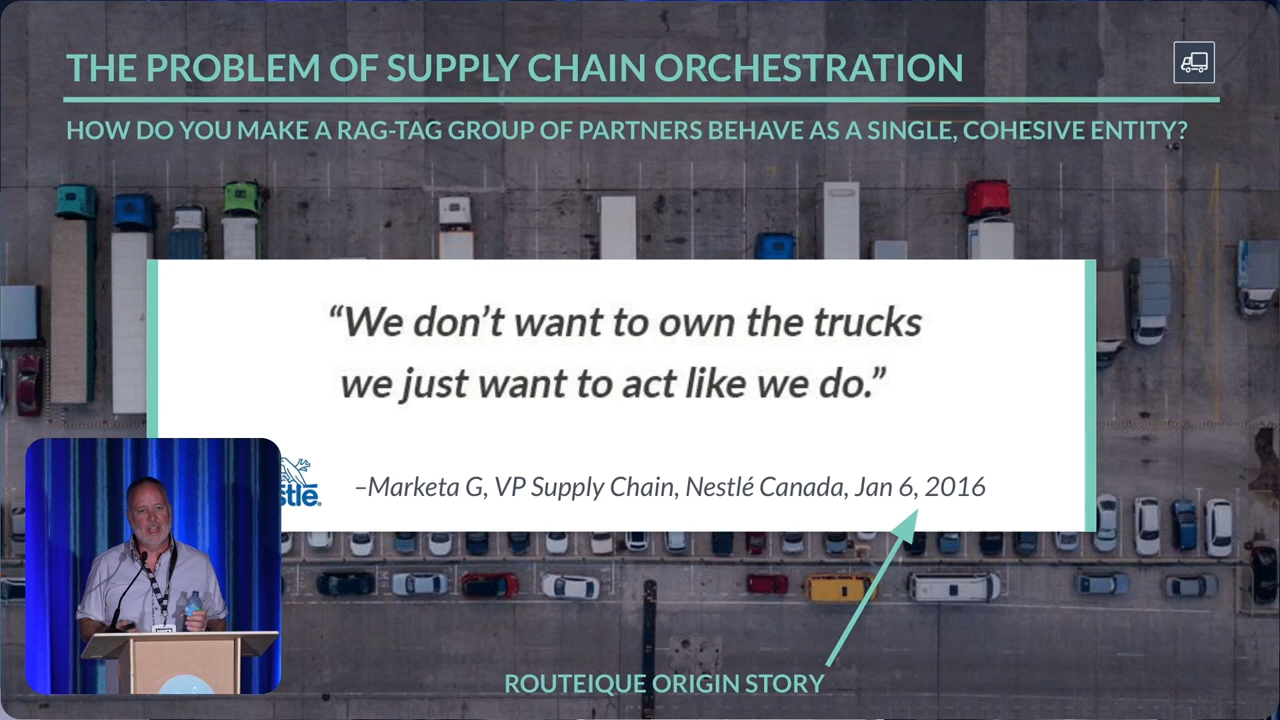 THE PROBLEM OF SUPPLY CHAIN ORCHESTRATION
HOW DO YOU MAKE A RAG-TAG GROUP OF PARTNERS BEHAVE AS A SINGLE, COHESIVE ENTITY?
“We don’t want to own the trucks
we just want to act like we do.”
stlé®
–Marketa G, VP Supply Chain, Nestlé Canada, Jan 6, 2016
ROUTEIQUE ORIGIN STORY